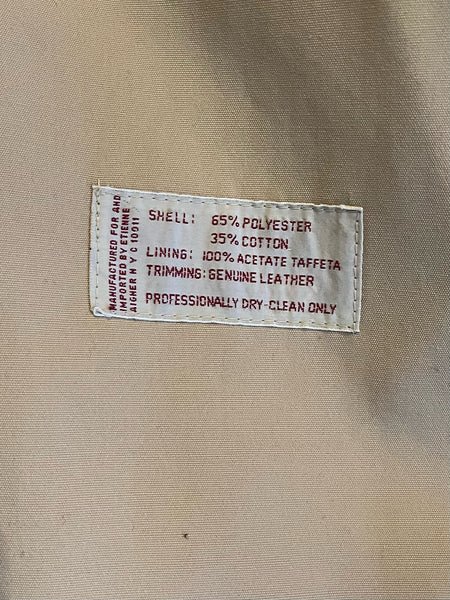 MANUFACTURED FOR AND
IMPORTED BY ETIENNE
AIGNER N Y C 10011
SHELL: 65% POLYESTER
35% COTTON
LINING: 100% ACETATE TAFFETA
TRIMMING: GENUINE LEATHER
PROFESSIONALLY DRY-CLEAN ONLY